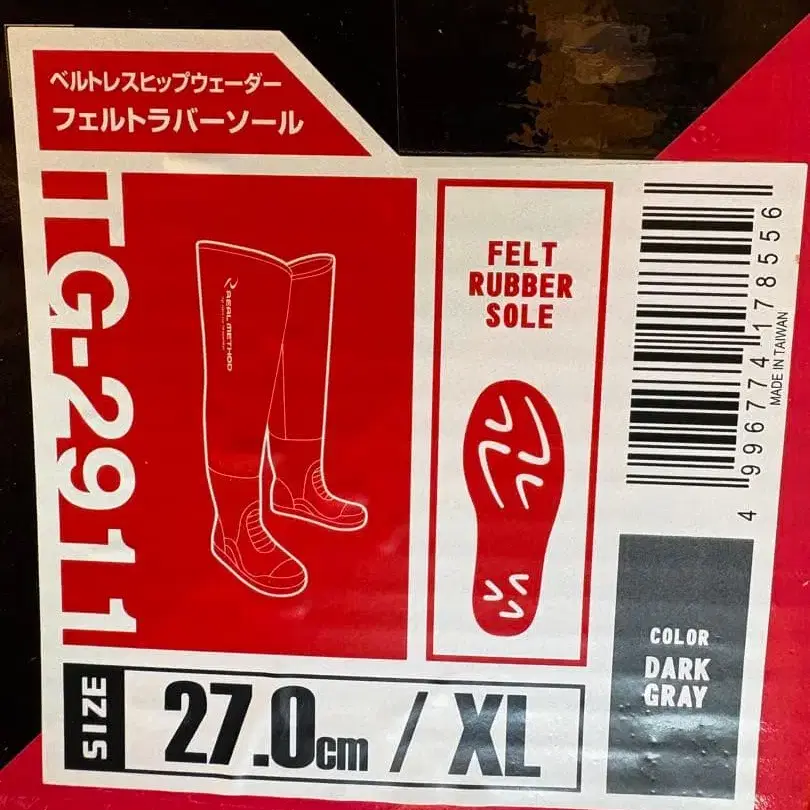 ベルトレスヒップウェーダー
フェルトラバーソール
TG-2911
REAL METHOD
FELT
RUBBER
SOLE
4 996774 178556
MADE IN TAIWAN
COLOR
DARK
GRAY
SIZE
27.0cm / XL